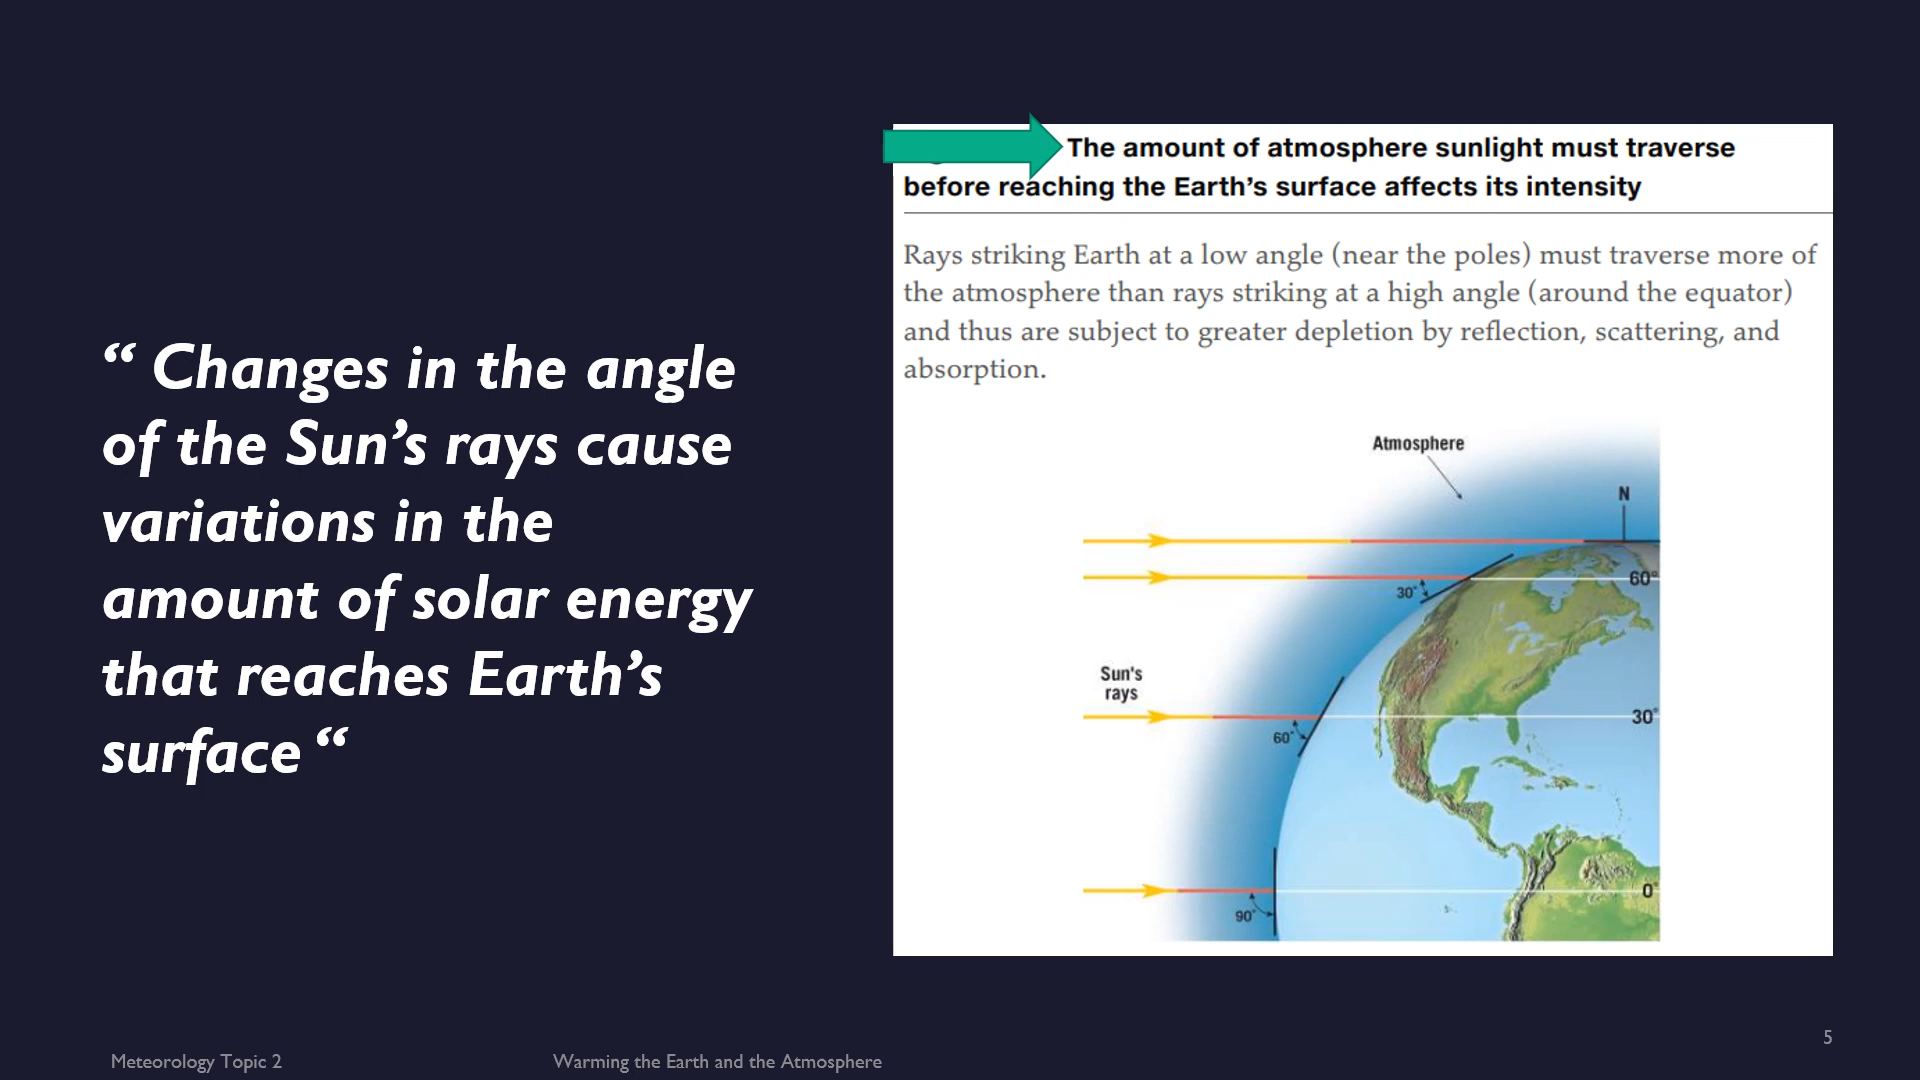 “ Changes in the angle
of the Sun’s rays cause
variations in the
amount of solar energy
that reaches Earth’s
surface “
The amount of atmosphere sunlight must traverse
before reaching the Earth’s surface affects its intensity
Rays striking Earth at a low angle (near the poles) must traverse more of
the atmosphere than rays striking at a high angle (around the equator)
and thus are subject to greater depletion by reflection, scattering, and
absorption.
Atmosphere
N
60°
30°
Sun's
rays
30°
60°
0°
90°
5
Meteorology Topic 2
Warming the Earth and the Atmosphere